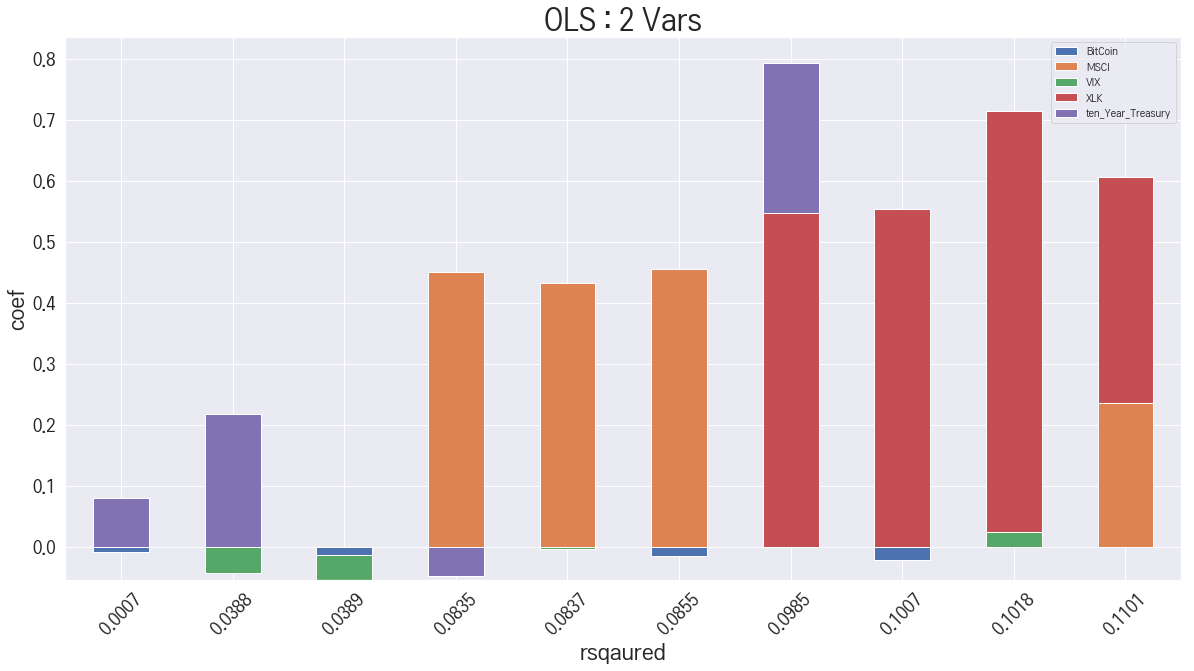 OLS : 2 Vars
BitCoin
MSCI
VIX
XLK
ten_Year_Treasury
coef
0.8
0.7
0.6
0.5
0.4
0.3
0.2
0.1
0.0
0.0007
0.0388
0.0389
0.0835
0.0837
0.0855
0.0985
0.1007
0.1018
0.1101
rsqaured